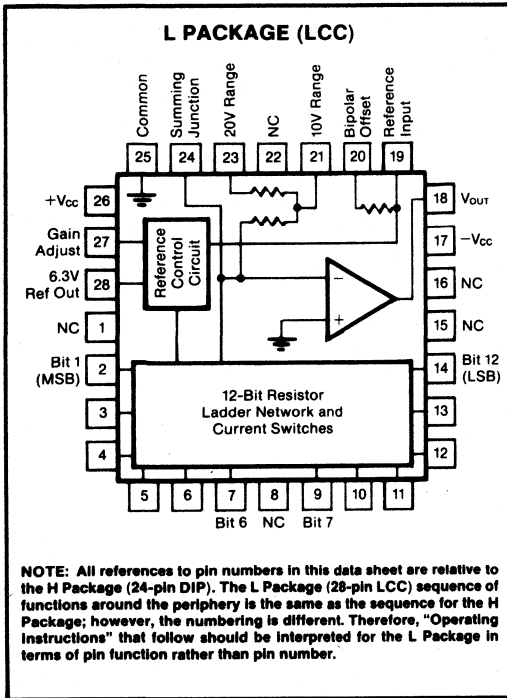 L PACKAGE (LCC)
Common
Summing
Junction
20V Range
NC
10V Range
Bipolar
Offset
Reference
Input
25
24
23
22
21
20
19
+VCC
26
18
VOUT
Gain
Adjust
27
17
−VCC
6.3V
Ref Out
28
Reference
Control
Circuit
−
+
16
NC
NC
1
15
NC
Bit 1
(MSB)
2
14
Bit 12
(LSB)
12-Bit Resistor
Ladder Network and
Current Switches
3
13
4
12
5
6
7
8
9
10
11
Bit 6
NC
Bit 7
NOTE: All references to pin numbers in this data sheet are relative to
the H Package (24-pin DIP). The L Package (28-pin LCC) sequence of
functions around the periphery is the same as the sequence for the H
Package; however, the numbering is different. Therefore, "Operating
Instructions" that follow should be interpreted for the L Package in
terms of pin function rather than pin number.